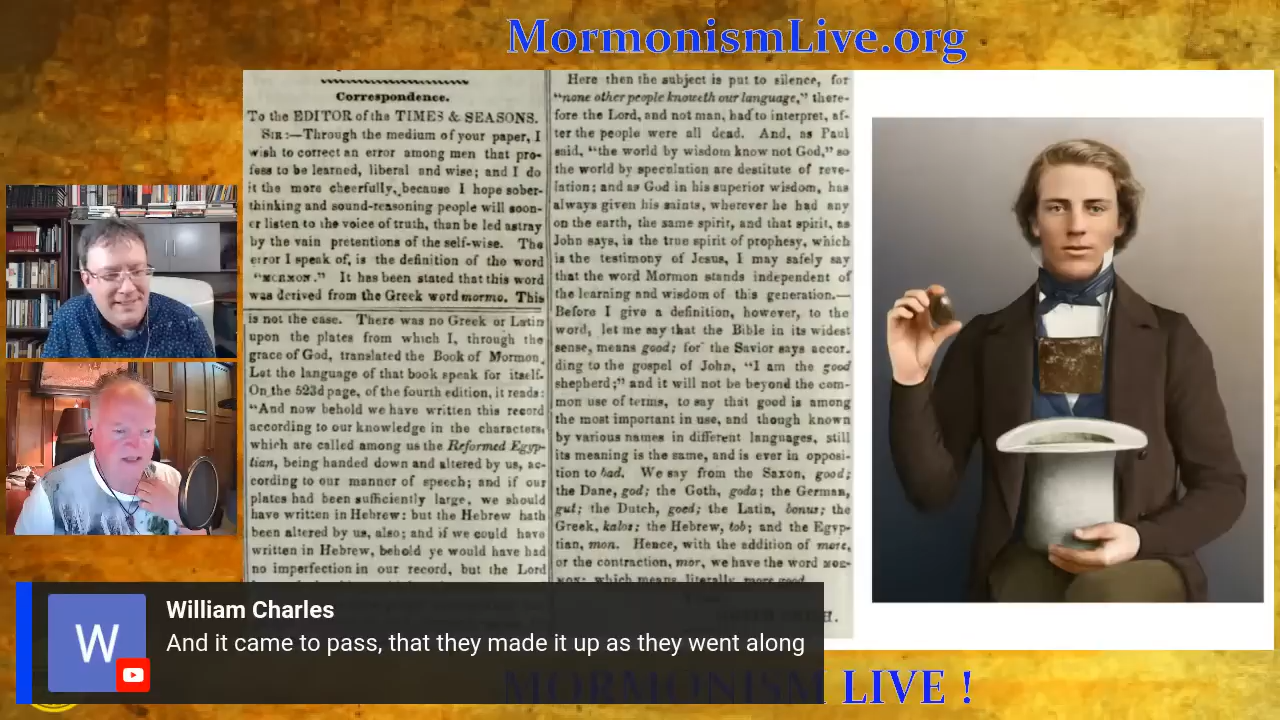 MormonismLive.org
Correspondence.
To the EDITOR of the TIMES & SEASONS.
SIR:—Through the medium of your paper, I
wish to correct an error among men that pro-
fess to be learned, liberal and wise; and I do
it the more cheerfully, because I hope sober-
thinking and sound-reasoning people will soon-
er listen to the voice of truth, than be led astray
by the vain pretentions of the self-wise. The
error I speak of, is the definition of the word
"MORMON." It has been stated that this word
was derived from the Greek word mormo. This
is not the case. There was no Greek or Latin
upon the plates from which I, through the
grace of God, translated the Book of Mormon.
Let the language of that book speak for itself.
On the 523d page, of the fourth edition, it reads:
"And now behold we have written this record
according to our knowledge in the characters,
which are called among us the Reformed Egyp-
tian, being handed down and altered by us, ac-
cording to our manner of speech; and if our
plates had been sufficiently large, we should
have written in Hebrew: but the Hebrew hath
been altered by us, also; and if we could have
written in Hebrew, behold ye would have had
no imperfection in our record, but the Lord
Here then the subject is put to silence, for
"none other people knoweth our language," there-
fore the Lord, and not man, had to interpret, af-
ter the people were all dead. And, as Paul
said, "the world by wisdom know not God," so
the world by speculation are destitute of reve-
lation; and as God in his superior wisdom, has
always given his saints, wherever he had any
on the earth, the same spirit, and that spirit, as
John says, is the true spirit of prophesy, which
is the testimony of Jesus, I may safely say
that the word Mormon stands independent of
the learning and wisdom of this generation.—
Before I give a definition, however, to the
word, let me say that the Bible in its widest
sense, means good; for the Savior says accor-
ding to the gospel of John, "I am the good
shepherd;" and it will not be beyond the com-
mon use of terms, to say that good is among
the most important in use, and though known
by various names in different languages, still
its meaning is the same, and is ever in opposi-
tion to bad. We say from the Saxon, good;
the Dane, god; the Goth, goda; the German,
gut; the Dutch, goed; the Latin, bonus; the
Greek, kalos; the Hebrew, tob; and the Egyp-
tian, mon. Hence, with the addition of more,
or the contraction, mor, we have the word MOR-
MON; which means, literally, more good.
W
William Charles
And it came to pass, that they made it up as they went along
MORMONISM LIVE !